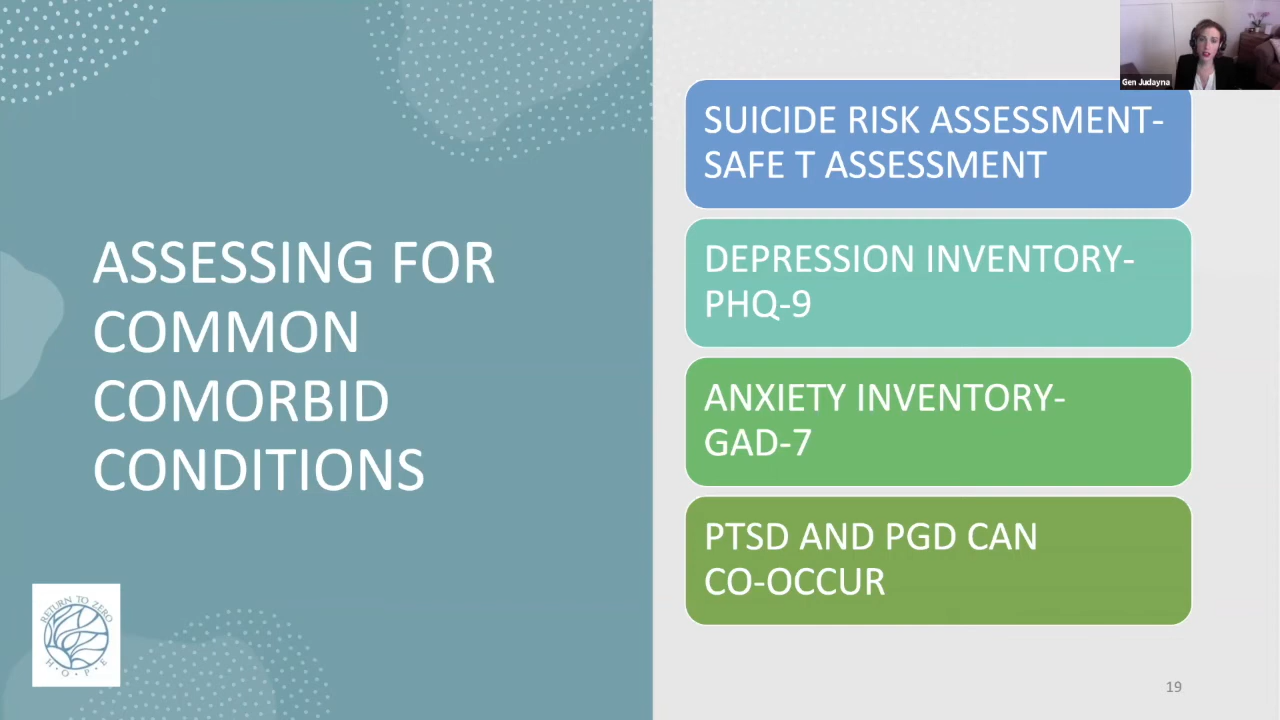 Gen Judayna
SUICIDE RISK ASSESSMENT-
SAFE T ASSESSMENT
ASSESSING FOR
COMMON
COMORBID
CONDITIONS
DEPRESSION INVENTORY-
PHQ-9
ANXIETY INVENTORY-
GAD-7
PTSD AND PGD CAN
CO-OCCUR
RETURN TO ZERO
H·O·P·E
19